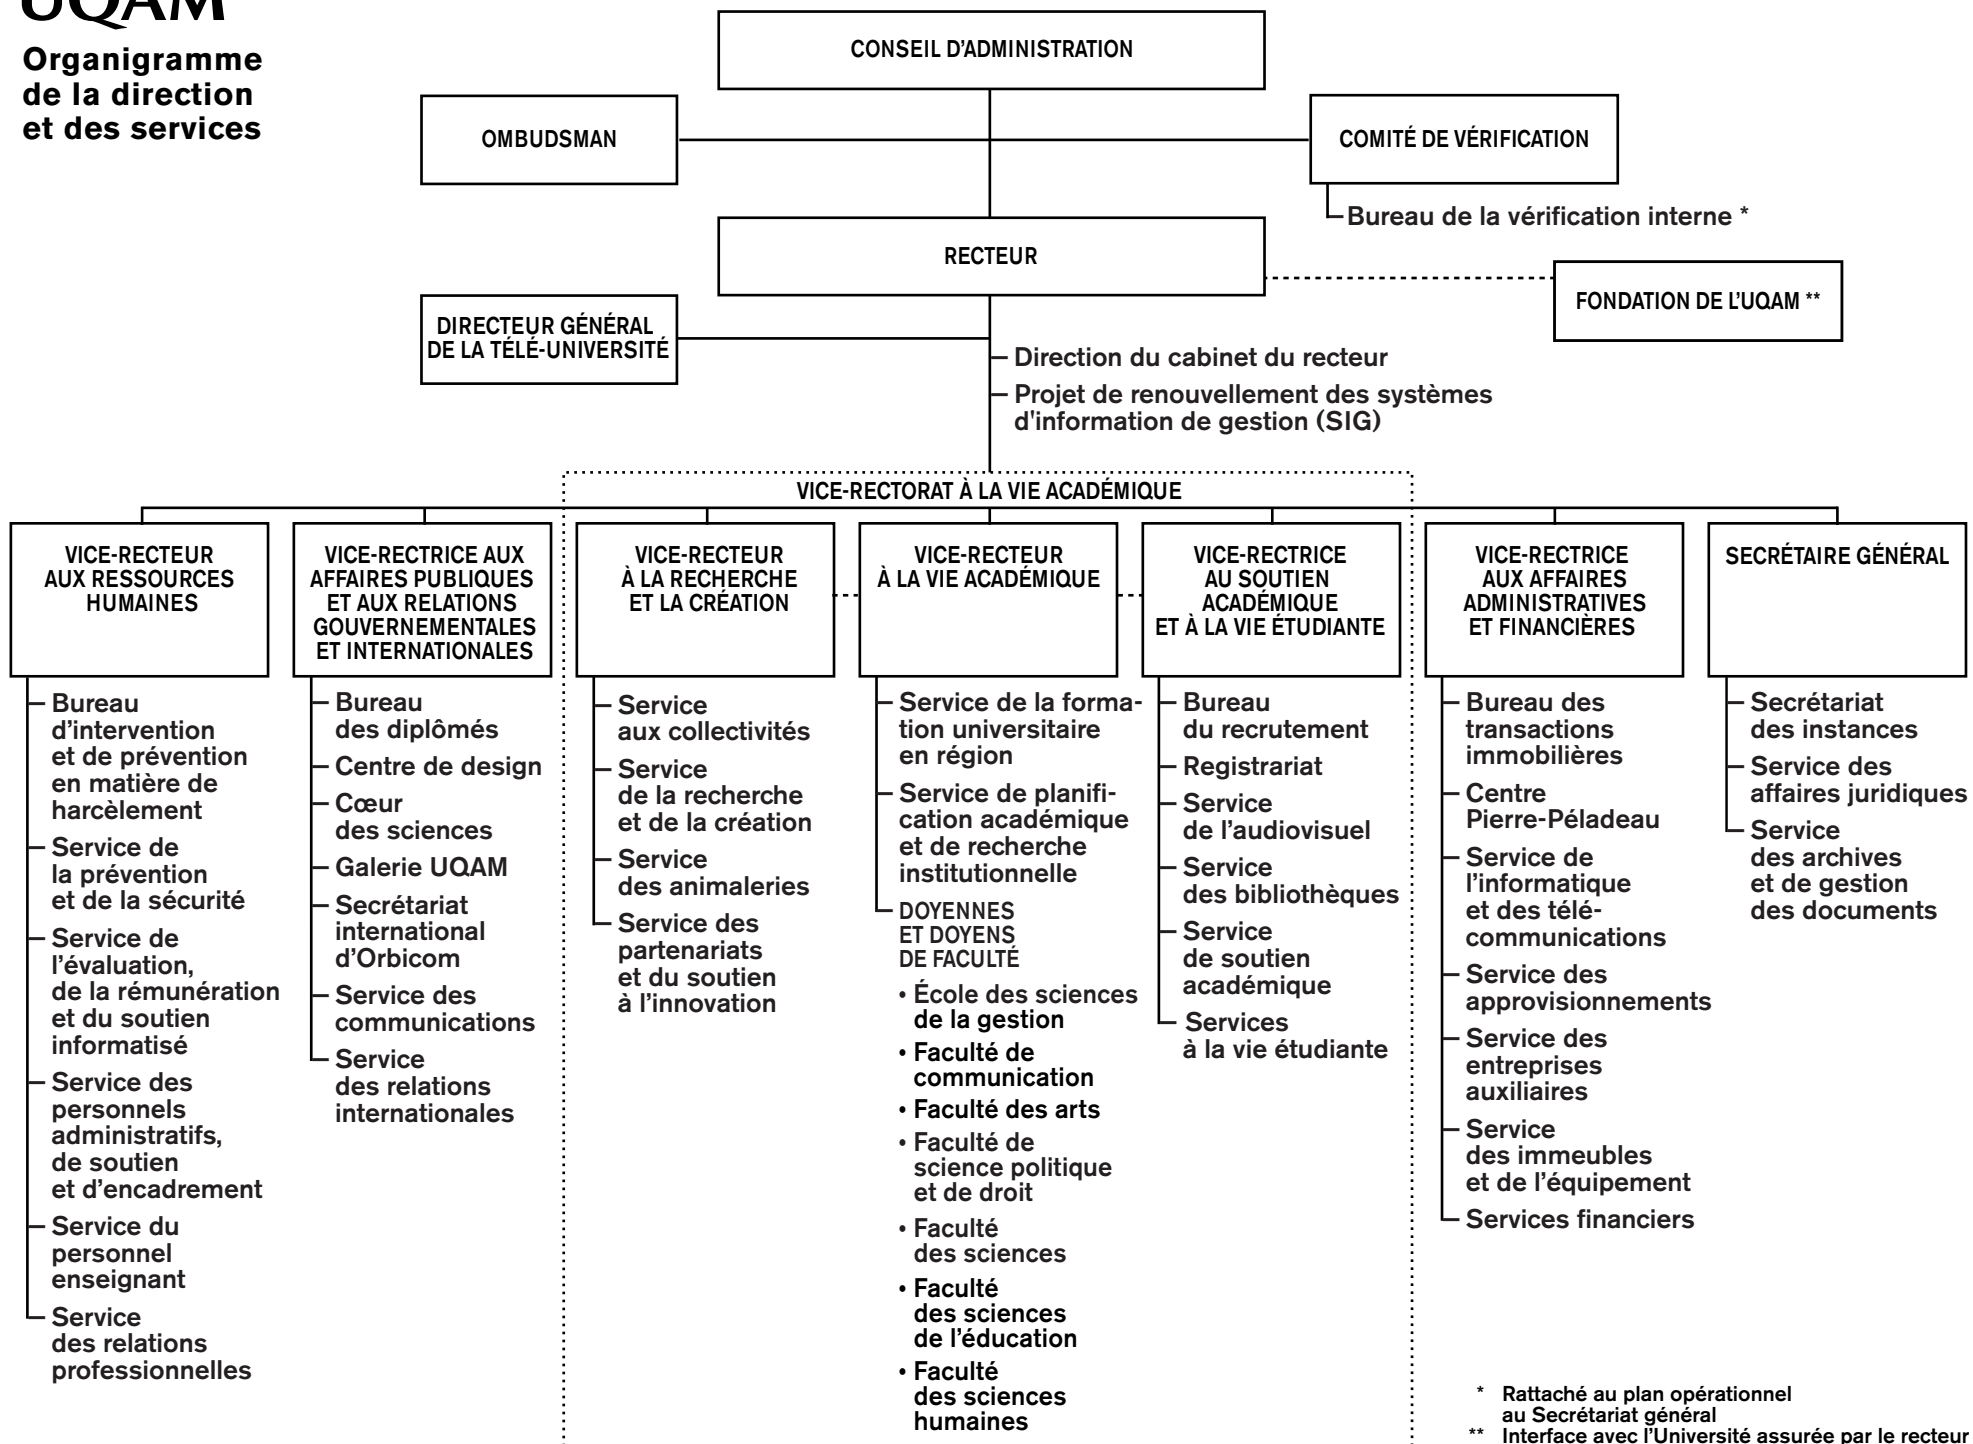 UQAM
Organigramme
de la direction
et des services
CONSEIL D'ADMINISTRATION
OMBUDSMAN
COMITÉ DE VÉRIFICATION
Bureau de la vérification interne *
RECTEUR
FONDATION DE L'UQAM **
DIRECTEUR GÉNÉRAL
DE LA TÉLÉ-UNIVERSITÉ
Direction du cabinet du recteur
Projet de renouvellement des systèmes
d'information de gestion (SIG)
VICE-RECTORAT À LA VIE ACADÉMIQUE
VICE-RECTEUR
AUX RESSOURCES
HUMAINES
Bureau
d'intervention
et de prévention
en matière de
harcèlement
Service de
la prévention
et de la sécurité
Service de
l'évaluation,
de la rémunération
et du soutien
informatisé
Service des
personnels
administratifs,
de soutien
et d'encadrement
Service du
personnel
enseignant
Service
des relations
professionnelles
VICE-RECTRICE AUX
AFFAIRES PUBLIQUES
ET AUX RELATIONS
GOUVERNEMENTALES
ET INTERNATIONALES
Bureau
des diplômés
Centre de design
Cœur
des sciences
Galerie UQAM
Secrétariat
international
d'Orbicom
Service des
communications
Service
des relations
internationales
VICE-RECTEUR
À LA RECHERCHE
ET LA CRÉATION
Service
aux collectivités
Service
de la recherche
et de la création
Service
des animaleries
Service des
partenariats
et du soutien
à l'innovation
VICE-RECTEUR
À LA VIE ACADÉMIQUE
Service de la forma-
tion universitaire
en région
Service de planifi-
cation académique
et de recherche
institutionnelle
DOYENNES
ET DOYENS
DE FACULTÉ
• École des sciences
de la gestion
• Faculté de
communication
• Faculté des arts
• Faculté de
science politique
et de droit
• Faculté
des sciences
• Faculté
des sciences
de l'éducation
• Faculté
des sciences
humaines
VICE-RECTRICE
AU SOUTIEN
ACADÉMIQUE
ET À LA VIE ÉTUDIANTE
Bureau
du recrutement
Registrariat
Service
de l'audiovisuel
Service
des bibliothèques
Service
de soutien
académique
Services
à la vie étudiante
VICE-RECTRICE
AUX AFFAIRES
ADMINISTRATIVES
ET FINANCIÈRES
Bureau des
transactions
immobilières
Centre
Pierre-Péladeau
Service de
l'informatique
et des télé-
communications
Service des
approvisionnements
Service des
entreprises
auxiliaires
Service
des immeubles
et de l'équipement
Services financiers
SECRÉTAIRE GÉNÉRAL
Secrétariat
des instances
Service des
affaires juridiques
Service
des archives
et de gestion
des documents
* Rattaché au plan opérationnel
au Secrétariat général
** Interface avec l'Université assurée par le recteur